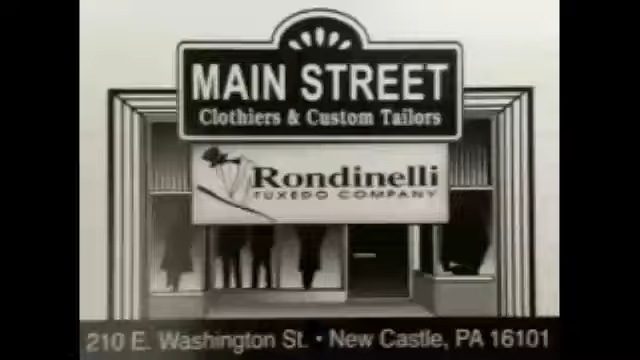 MAIN STREET
Clothiers & Custom Tailors
Rondinelli
TUXEDO COMPANY
210 E. Washington St. • New Castle, PA 16101